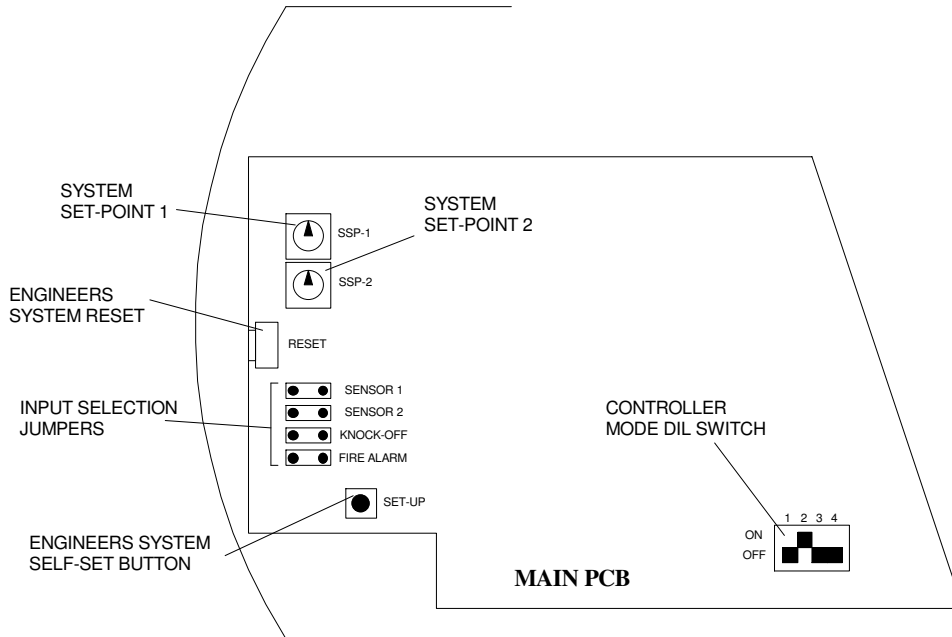 SYSTEM
SET-POINT 1
SYSTEM
SET-POINT 2
SSP-1
SSP-2
ENGINEERS
SYSTEM RESET
RESET
INPUT SELECTION
JUMPERS
SENSOR 1
SENSOR 2
KNOCK-OFF
FIRE ALARM
CONTROLLER
MODE DIL SWITCH
SET-UP
1 2 3 4
ON
OFF
ENGINEERS SYSTEM
SELF-SET BUTTON
MAIN PCB